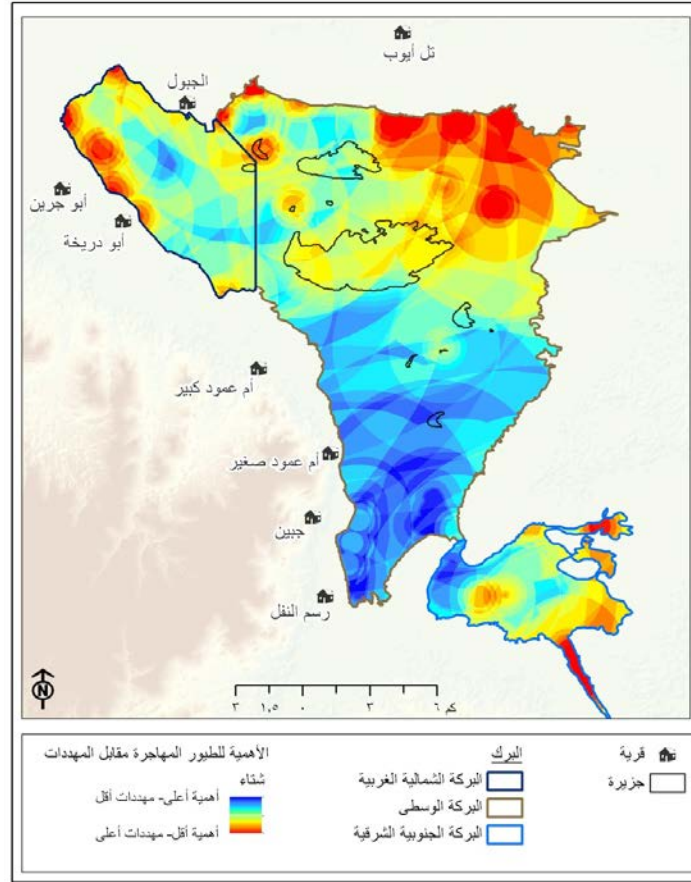 تل أيوب
الجبول
أبو جرين
أبو دريخة
أم عمود كبير
أم عمود صغير
جبين
رسم النفل
N
٣ ١,٥ ٠ ٣ ٦ كم
قرية
جزيرة
البرك
البركة الشمالية الغربية
البركة الوسطى
البركة الجنوبية الشرقية
الأهمية للطيور المهاجرة مقابل المهددات
شتاء
أهمية أعلى- مهددات أقل
أهمية أقل- مهددات أعلى